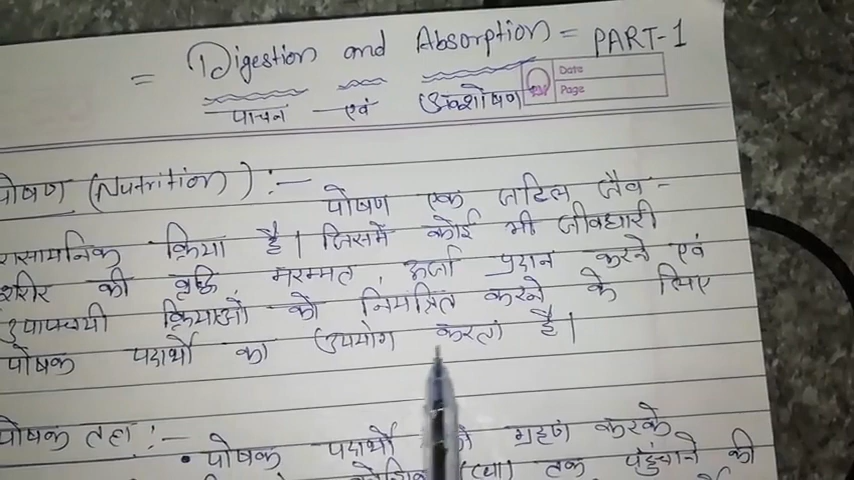 = Digestion and Absorption = PART-1
पाचन एवं अवशोषण
Date
Page
पोषण (Nutrition) :—
पोषण एक जटिल जैव-
रासायनिक क्रिया है। जिसमें कोई भी जीवधारी
शरीर की वृद्धि मरम्मत, ऊर्जा प्रदान करने एवं
उपापचयी क्रियाओं को नियंत्रित करने के लिए
पोषक पदार्थों का उपयोग करता है।
पोषक तहा :—
• पोषक पदार्थों को ग्रहण करके
तक पहुंचाने की